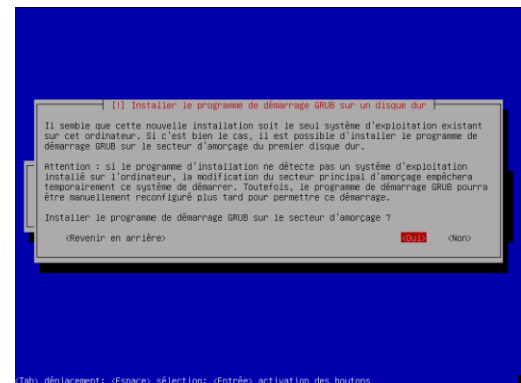 [!] Installer le programme de démarrage GRUB sur un disque dur
Il semble que cette nouvelle installation soit le seul système d'exploitation existant
sur cet ordinateur. Si c'est bien le cas, il est possible d'installer le programme de
démarrage GRUB sur le secteur d'amorçage du premier disque dur.
Attention : si le programme d'installation ne détecte pas un système d'exploitation
installé sur l'ordinateur, la modification du secteur principal d'amorçage empêchera
temporairement ce système de démarrer. Toutefois, le programme de démarrage GRUB pourra
être manuellement reconfiguré plus tard pour permettre ce démarrage.
Installer le programme de démarrage GRUB sur le secteur d'amorçage ?
<Revenir en arrière> <Oui> <Non>
<Tab> déplacement; <Espace> sélection; <Entrée> activation des boutons